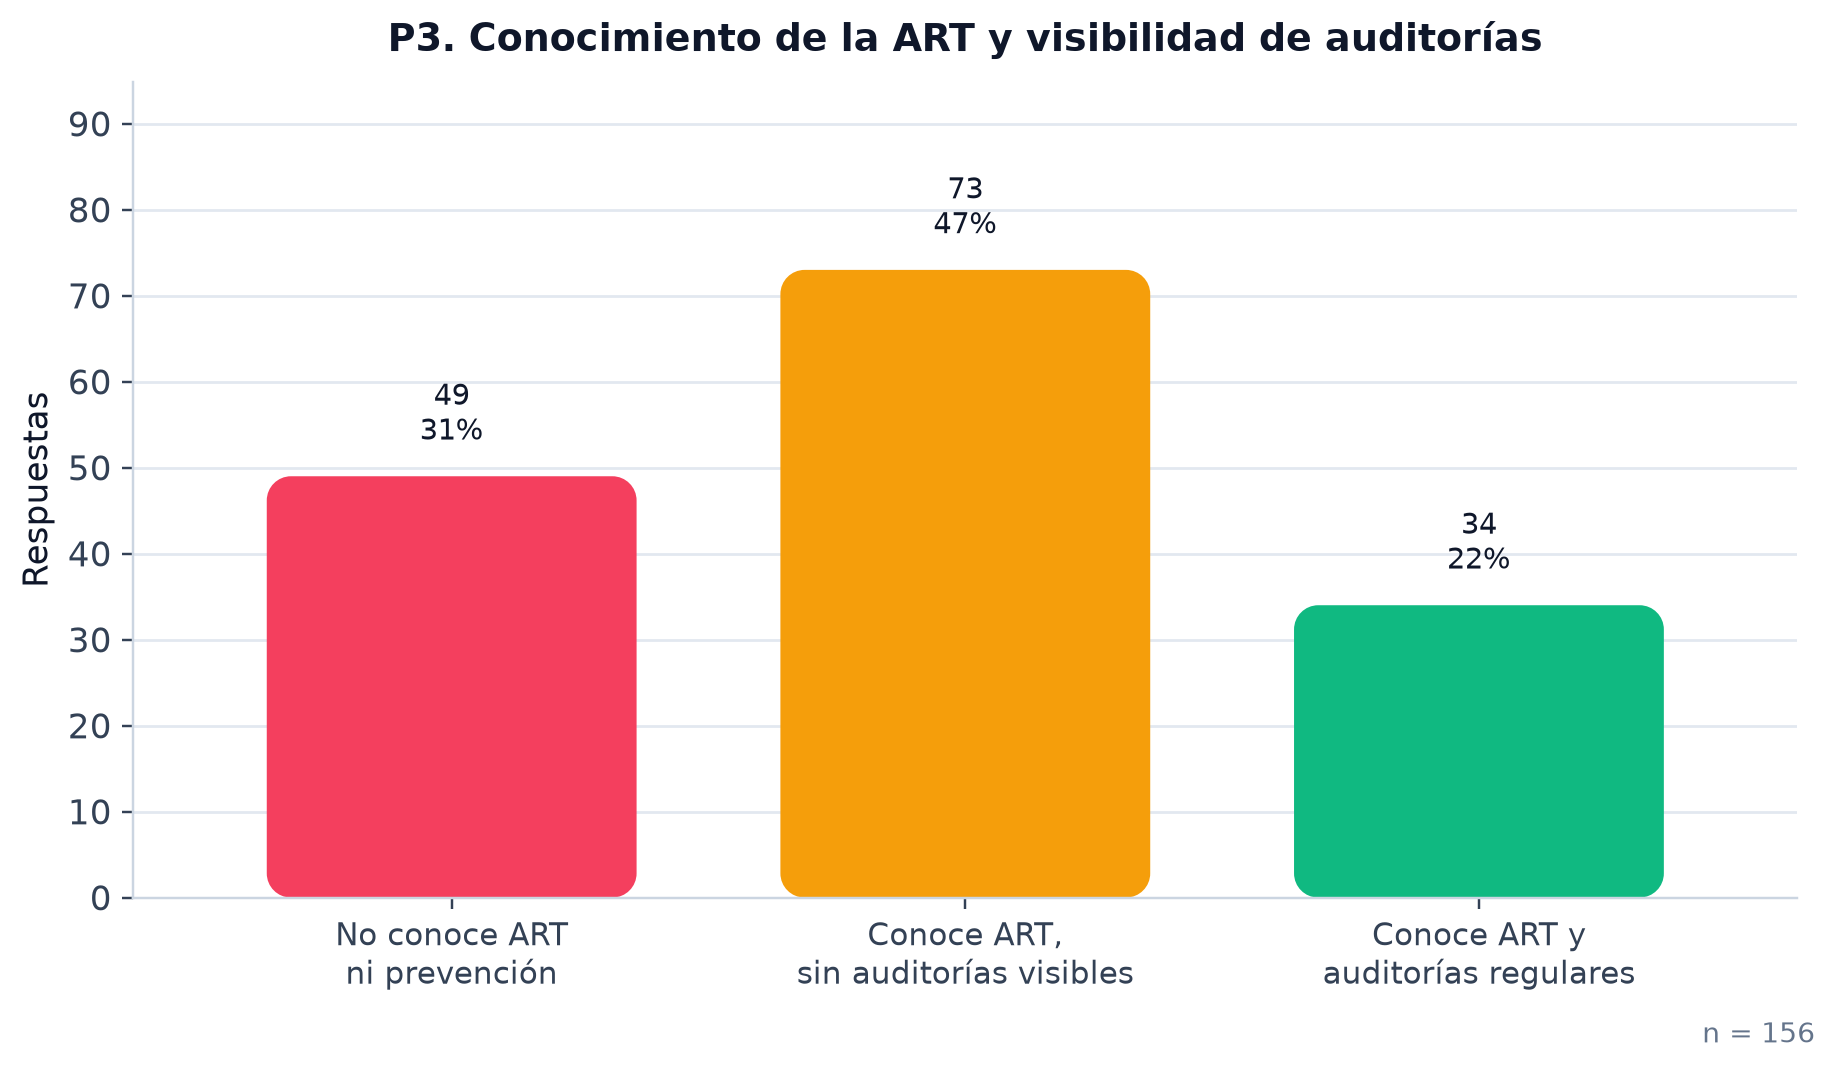 P3. Conocimiento de la ART y visibilidad de auditorías
Respuestas
90
80
70
60
50
40
30
20
10
0
49
31%
73
47%
34
22%
No conoce ART
ni prevención
Conoce ART,
sin auditorías visibles
Conoce ART y
auditorías regulares
n = 156